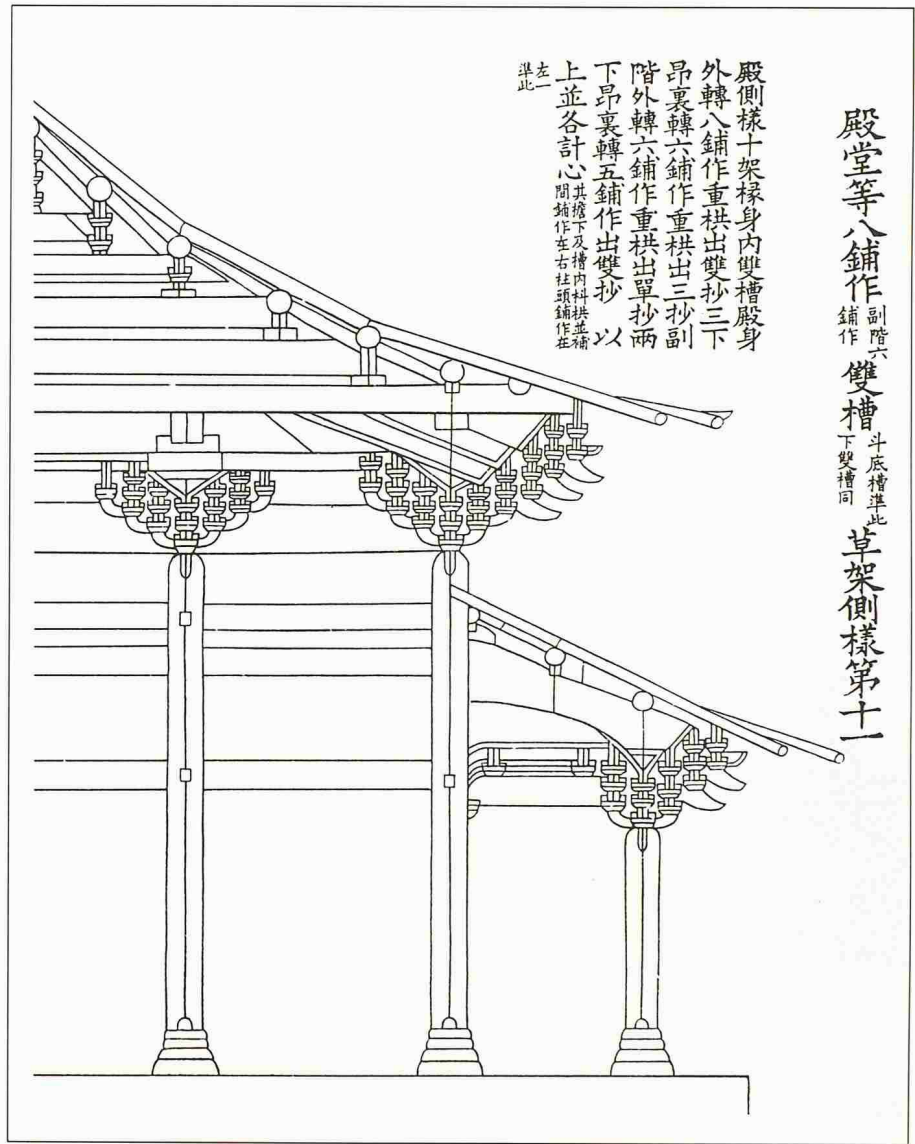 殿堂等八鋪作副階六鋪作雙槽斗底槽準此下雙槽同草架側樣第十一
殿側樣十架椽身内雙槽殿身
外轉八鋪作重栱出雙抄三下
昂裏轉六鋪作重栱出三抄副
階外轉六鋪作重栱出單抄兩
下昂裏轉五鋪作出雙抄 以
上並各計心其擔下及槽内枓栱並補間鋪作在右柱頭鋪作在
左一準此